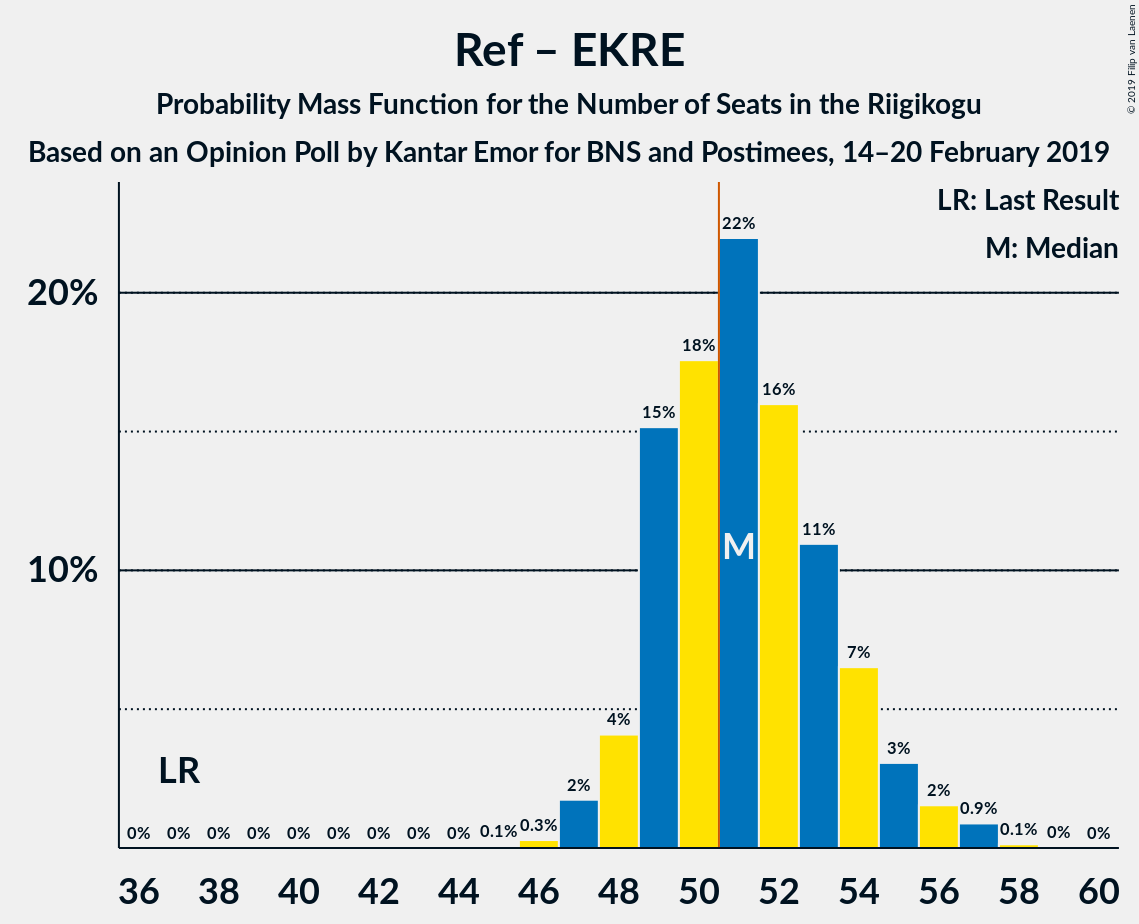 Ref – EKRE
Probability Mass Function for the Number of Seats in the Riigikogu
Based on an Opinion Poll by Kantar Emor for BNS and Postimees, 14–20 February 2019
© 2019 Filip van Laenen
LR: Last Result
M: Median
20%
10%
22%
18%
16%
15%
M
11%
7%
4%
LR
3%
2%
2%
0% 0% 0% 0% 0% 0% 0% 0% 0% 0.1% 0.3% 0.9% 0.1% 0% 0%
36 38 40 42 44 46 48 50 52 54 56 58 60